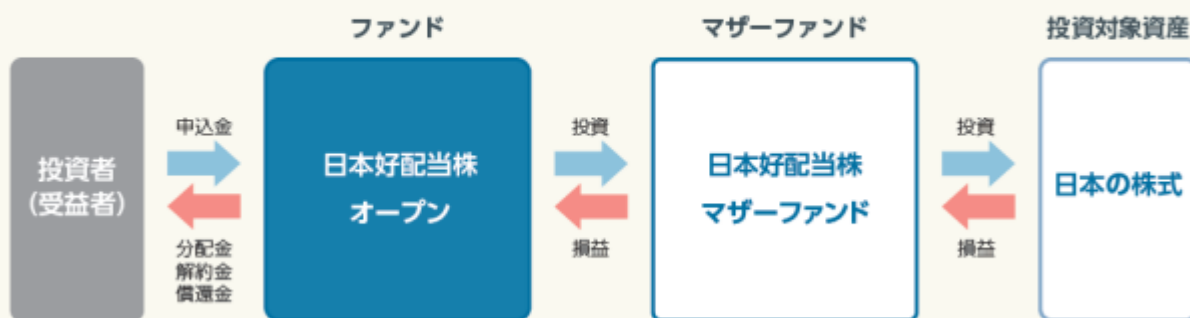 ファンド
マザーファンド
投資対象資産
投資者
(受益者)
申込金
分配金
解約金
償還金
日本好配当株
オープン
投資
損益
日本好配当株
マザーファンド
投資
損益
日本の株式